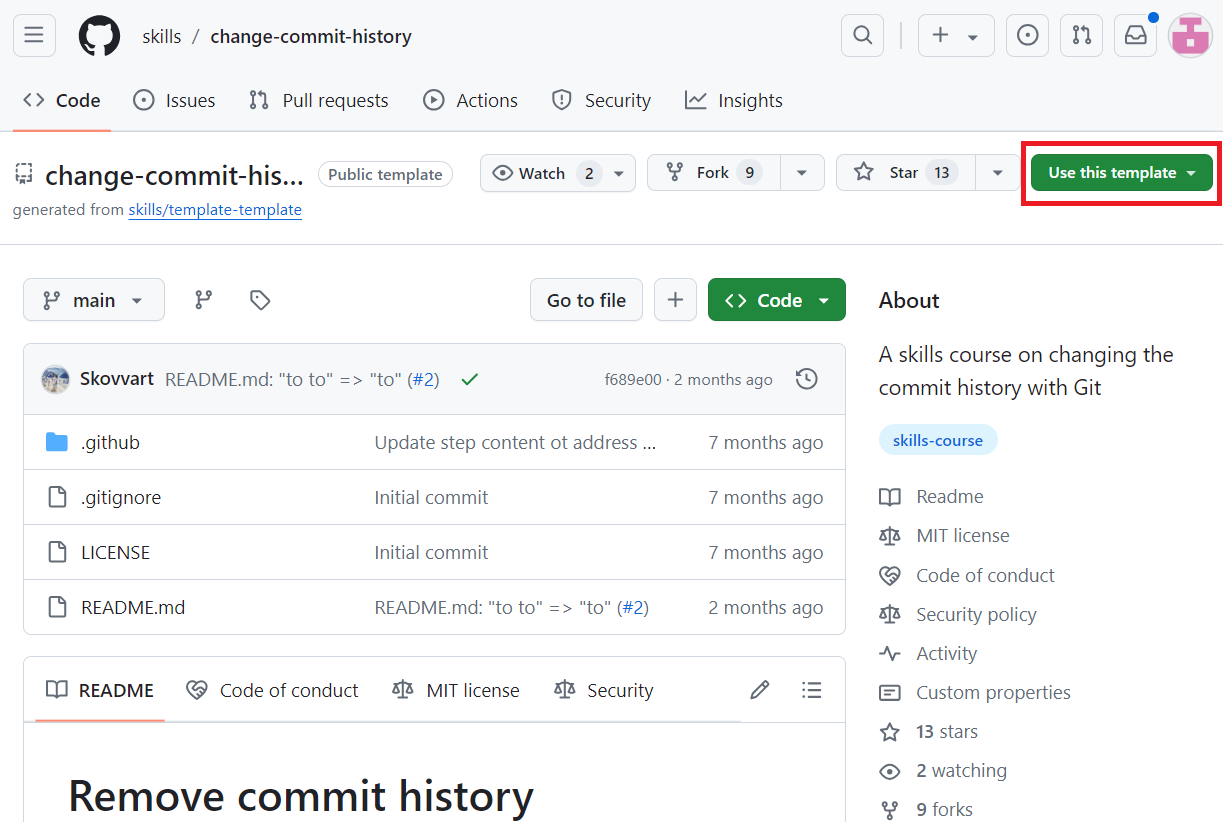 skills / change-commit-history
Code Issues Pull requests Actions Security Insights
change-commit-his... Public template Watch 2 Fork 9 Star 13 Use this template
generated from skills/template-template
main Go to file + Code
Skovvart README.md: "to to" => "to" (#2) f689e00 · 2 months ago
.github Update step content ot address ... 7 months ago
.gitignore Initial commit 7 months ago
LICENSE Initial commit 7 months ago
README.md README.md: "to to" => "to" (#2) 2 months ago
README Code of conduct MIT license Security
Remove commit history
About
A skills course on changing the
commit history with Git
skills-course
Readme
MIT license
Code of conduct
Security policy
Activity
Custom properties
13 stars
2 watching
9 forks